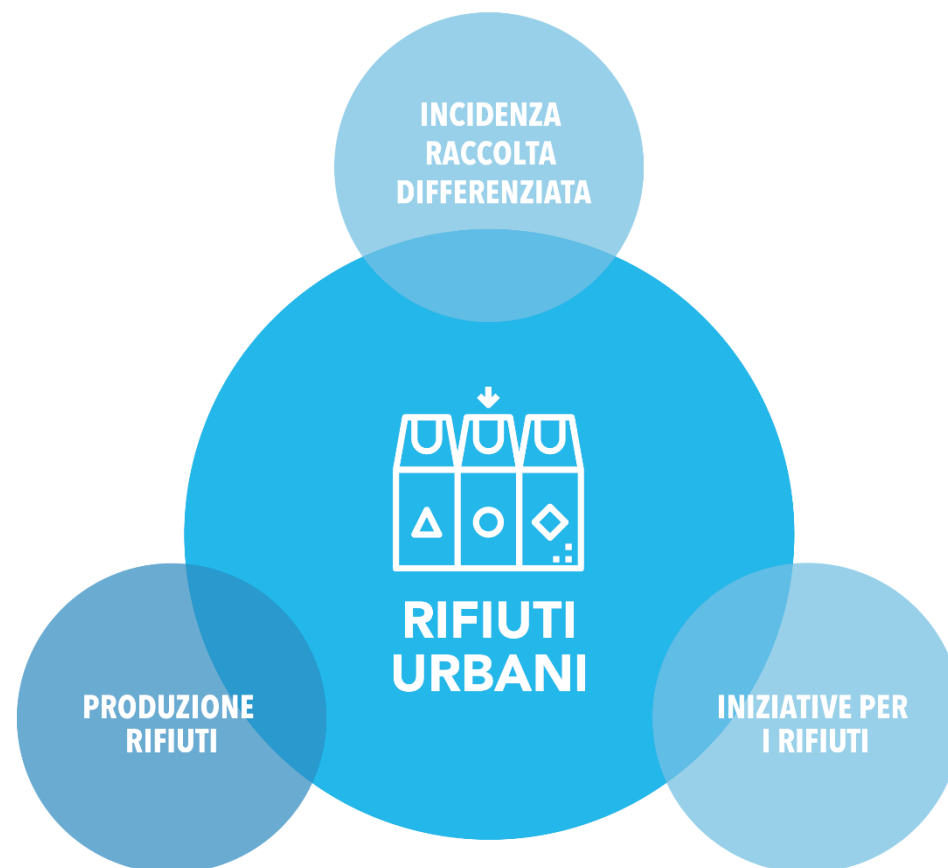 INCIDENZA
RACCOLTA
DIFFERENZIATA
RIFIUTI
URBANI
PRODUZIONE
RIFIUTI
INIZIATIVE PER
I RIFIUTI